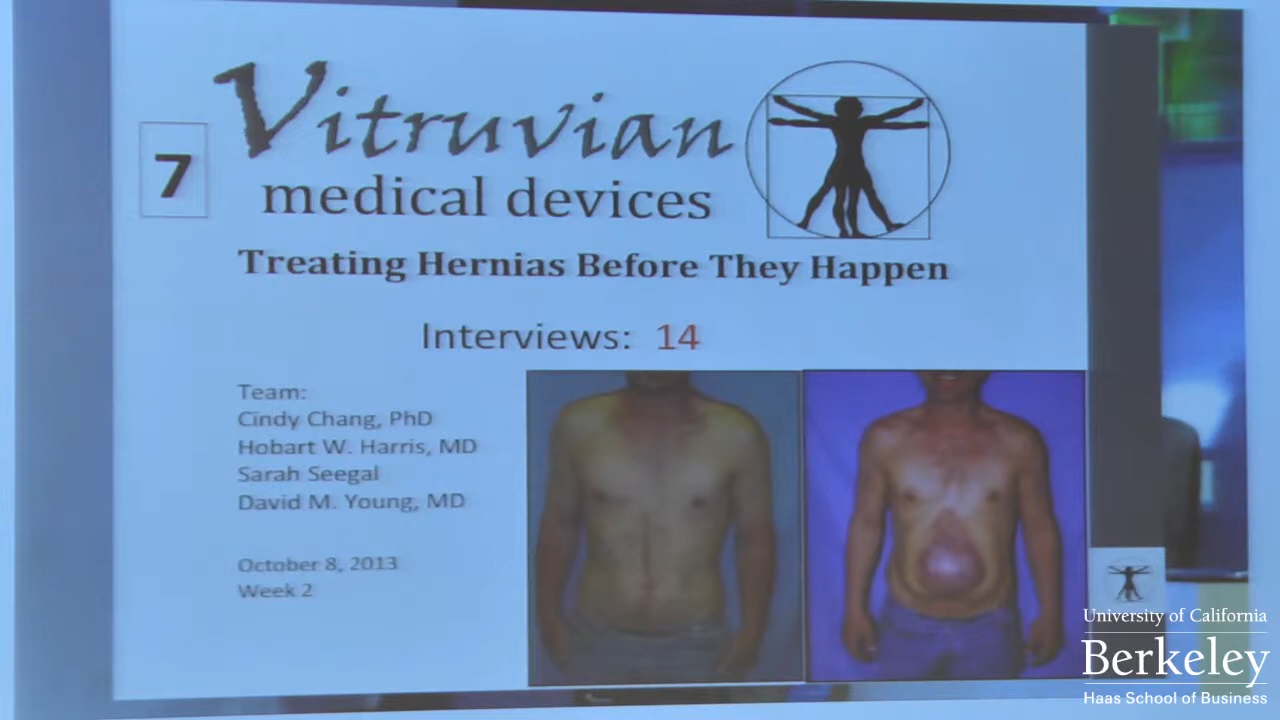 7
Vitruvian
medical devices
Treating Hernias Before They Happen
Interviews: 14
Team:
Cindy Chang, PhD
Hobart W. Harris, MD
Sarah Seegal
David M. Young, MD
October 8, 2013
Week 2
University of California
Berkeley
Haas School of Business